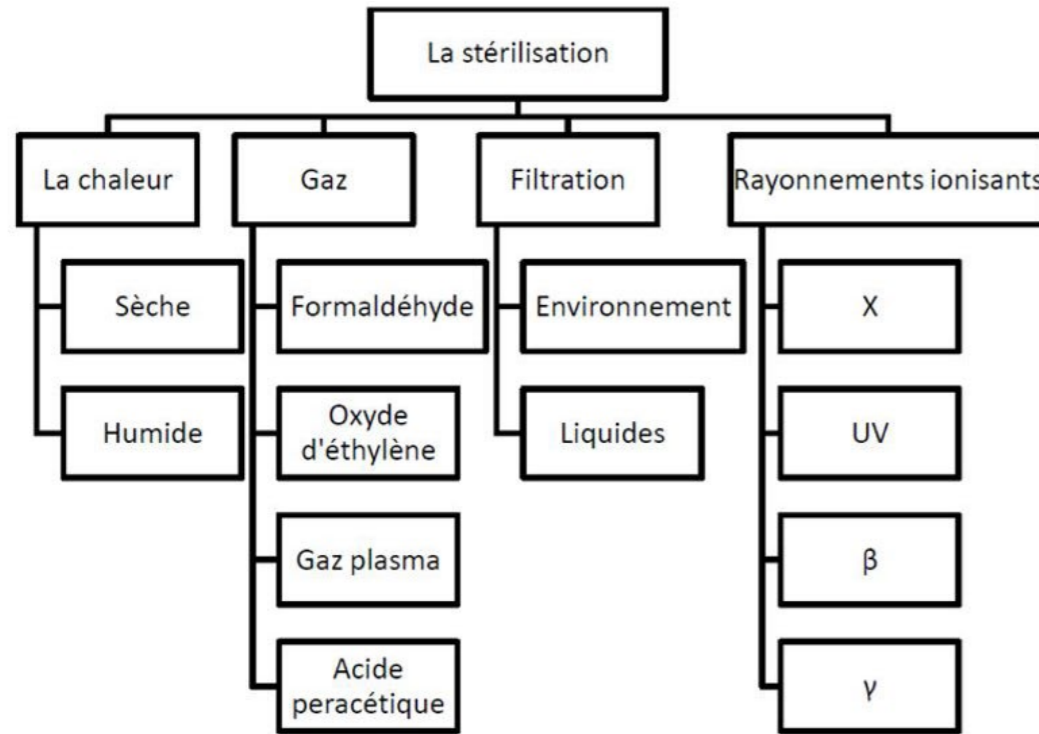 La stérilisation
La chaleur
Gaz
Filtration
Rayonnements ionisants
Sèche
Formaldéhyde
Environnement
X
Humide
Oxyde
d'éthylène
Liquides
UV
Gaz plasma
β
Acide
peracétique
γ